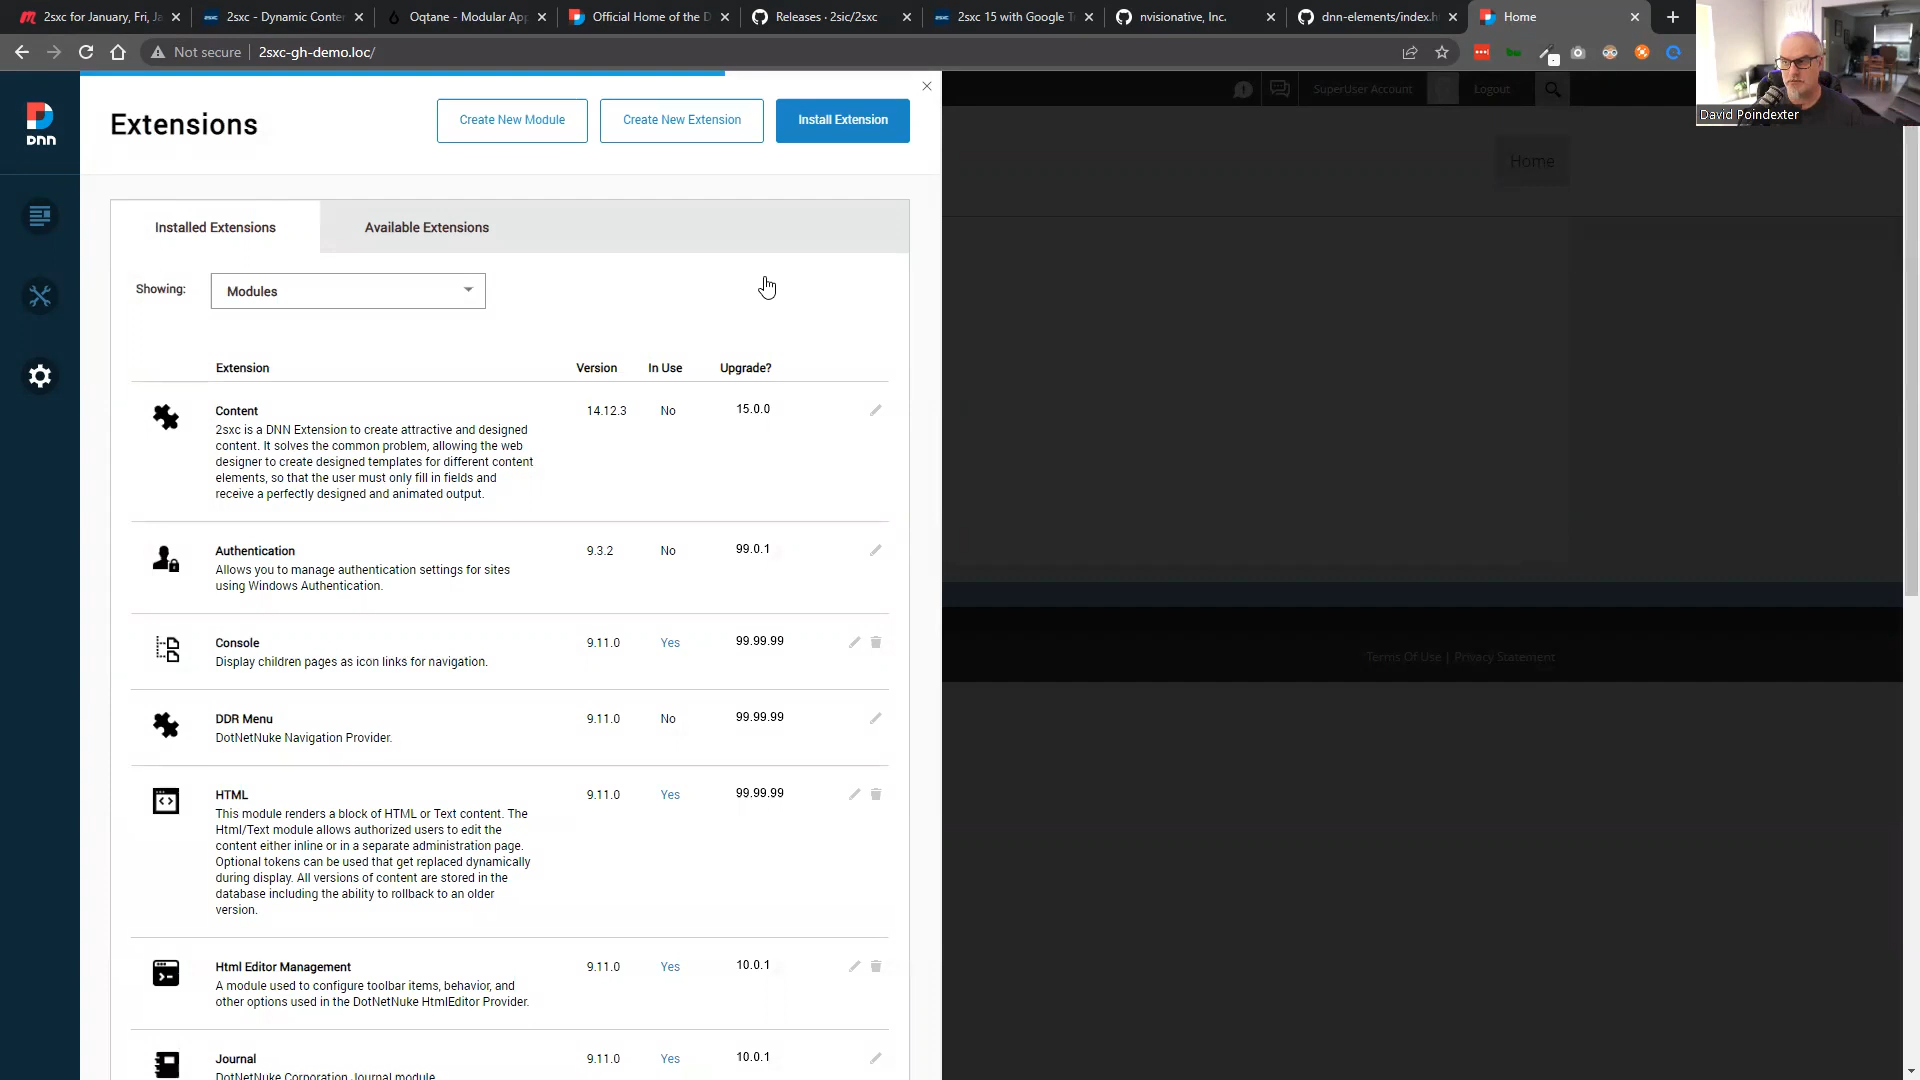 2sxc for January, Fri, Ja
2sxc - Dynamic Conter
Oqtane - Modular App
Official Home of the D
Releases · 2sic/2sxc
2sxc 15 with Google T
nvisionative, Inc.
dnn-elements/index.h
Home
Not secure
2sxc-gh-demo.loc/
David Poindexter
DNN
Extensions
Create New Module
Create New Extension
Install Extension
SuperUser Account
Logout
Home
Installed Extensions
Available Extensions
Showing:
Modules
Extension Version In Use Upgrade?
Content 14.12.3 No 15.0.0
2sxc is a DNN Extension to create attractive and designed
content. It solves the common problem, allowing the web
designer to create designed templates for different content
elements, so that the user must only fill in fields and
receive a perfectly designed and animated output.
Authentication 9.3.2 No 99.0.1
Allows you to manage authentication settings for sites
using Windows Authentication.
Console 9.11.0 Yes 99.99.99
Display children pages as icon links for navigation.
DDR Menu 9.11.0 No 99.99.99
DotNetNuke Navigation Provider.
HTML 9.11.0 Yes 99.99.99
This module renders a block of HTML or Text content. The
Html/Text module allows authorized users to edit the
content either inline or in a separate administration page.
Optional tokens can be used that get replaced dynamically
during display. All versions of content are stored in the
database including the ability to rollback to an older
version.
Html Editor Management 9.11.0 Yes 10.0.1
A module used to configure toolbar items, behavior, and
other options used in the DotNetNuke HtmlEditor Provider.
Journal 9.11.0 Yes 10.0.1
DotNetNuke Corporation Journal module
Terms Of Use | Privacy Statement